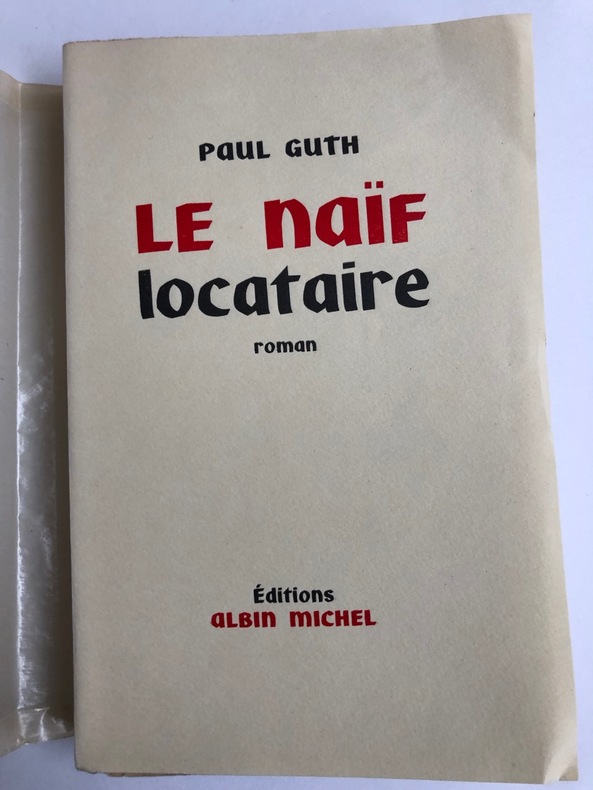 PAUL GUTH
LE NAÏF
locataire
roman
Éditions
ALBIN MICHEL